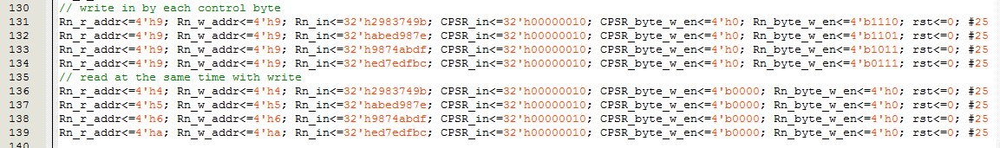 130 // write in by each control byte
131 Rn_r_addr<=4'h9; Rn_w_addr<=4'h9; Rn_in<=32'h2983749b; CPSR_in<=32'h00000010; CPSR_byte_w_en<=4'h0; Rn_byte_w_en<=4'b1110; rst<=0; #25
132 Rn_r_addr<=4'h9; Rn_w_addr<=4'h9; Rn_in<=32'habed987e; CPSR_in<=32'h00000010; CPSR_byte_w_en<=4'h0; Rn_byte_w_en<=4'b1101; rst<=0; #25
133 Rn_r_addr<=4'h9; Rn_w_addr<=4'h9; Rn_in<=32'h9874abdf; CPSR_in<=32'h00000010; CPSR_byte_w_en<=4'h0; Rn_byte_w_en<=4'b1011; rst<=0; #25
134 Rn_r_addr<=4'h9; Rn_w_addr<=4'h9; Rn_in<=32'hed7edfbc; CPSR_in<=32'h00000010; CPSR_byte_w_en<=4'h0; Rn_byte_w_en<=4'b0111; rst<=0; #25
135 // read at the same time with write
136 Rn_r_addr<=4'h4; Rn_w_addr<=4'h4; Rn_in<=32'h2983749b; CPSR_in<=32'h00000010; CPSR_byte_w_en<=4'b0000; Rn_byte_w_en<=4'h0; rst<=0; #25
137 Rn_r_addr<=4'h5; Rn_w_addr<=4'h5; Rn_in<=32'habed987e; CPSR_in<=32'h00000010; CPSR_byte_w_en<=4'b0000; Rn_byte_w_en<=4'h0; rst<=0; #25
138 Rn_r_addr<=4'h6; Rn_w_addr<=4'h6; Rn_in<=32'h9874abdf; CPSR_in<=32'h00000010; CPSR_byte_w_en<=4'b0000; Rn_byte_w_en<=4'h0; rst<=0; #25
139 Rn_r_addr<=4'ha; Rn_w_addr<=4'ha; Rn_in<=32'hed7edfbc; CPSR_in<=32'h00000010; CPSR_byte_w_en<=4'b0000; Rn_byte_w_en<=4'h0; rst<=0; #25
140